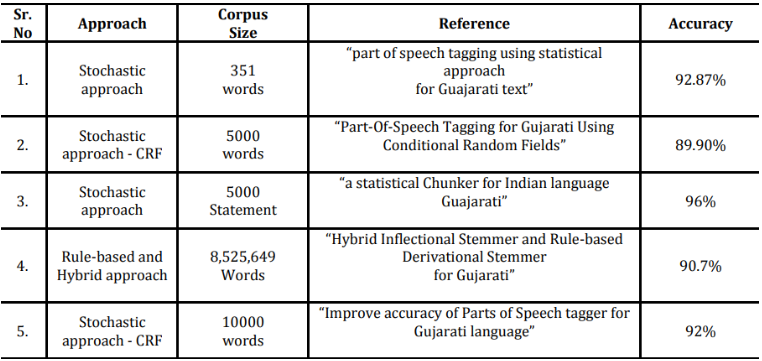 Sr. No | Approach | Corpus Size | Reference | Accuracy
1. | Stochastic approach | 351 words | “part of speech tagging using statistical approach for Guajarati text” | 92.87%
2. | Stochastic approach - CRF | 5000 words | “Part-Of-Speech Tagging for Gujarati Using Conditional Random Fields” | 89.90%
3. | Stochastic approach | 5000 Statement | “a statistical Chunker for Indian language Guajarati” | 96%
4. | Rule-based and Hybrid approach | 8,525,649 Words | “Hybrid Inflectional Stemmer and Rule-based Derivational Stemmer for Gujarati” | 90.7%
5. | Stochastic approach - CRF | 10000 words | “Improve accuracy of Parts of Speech tagger for Gujarati language” | 92%